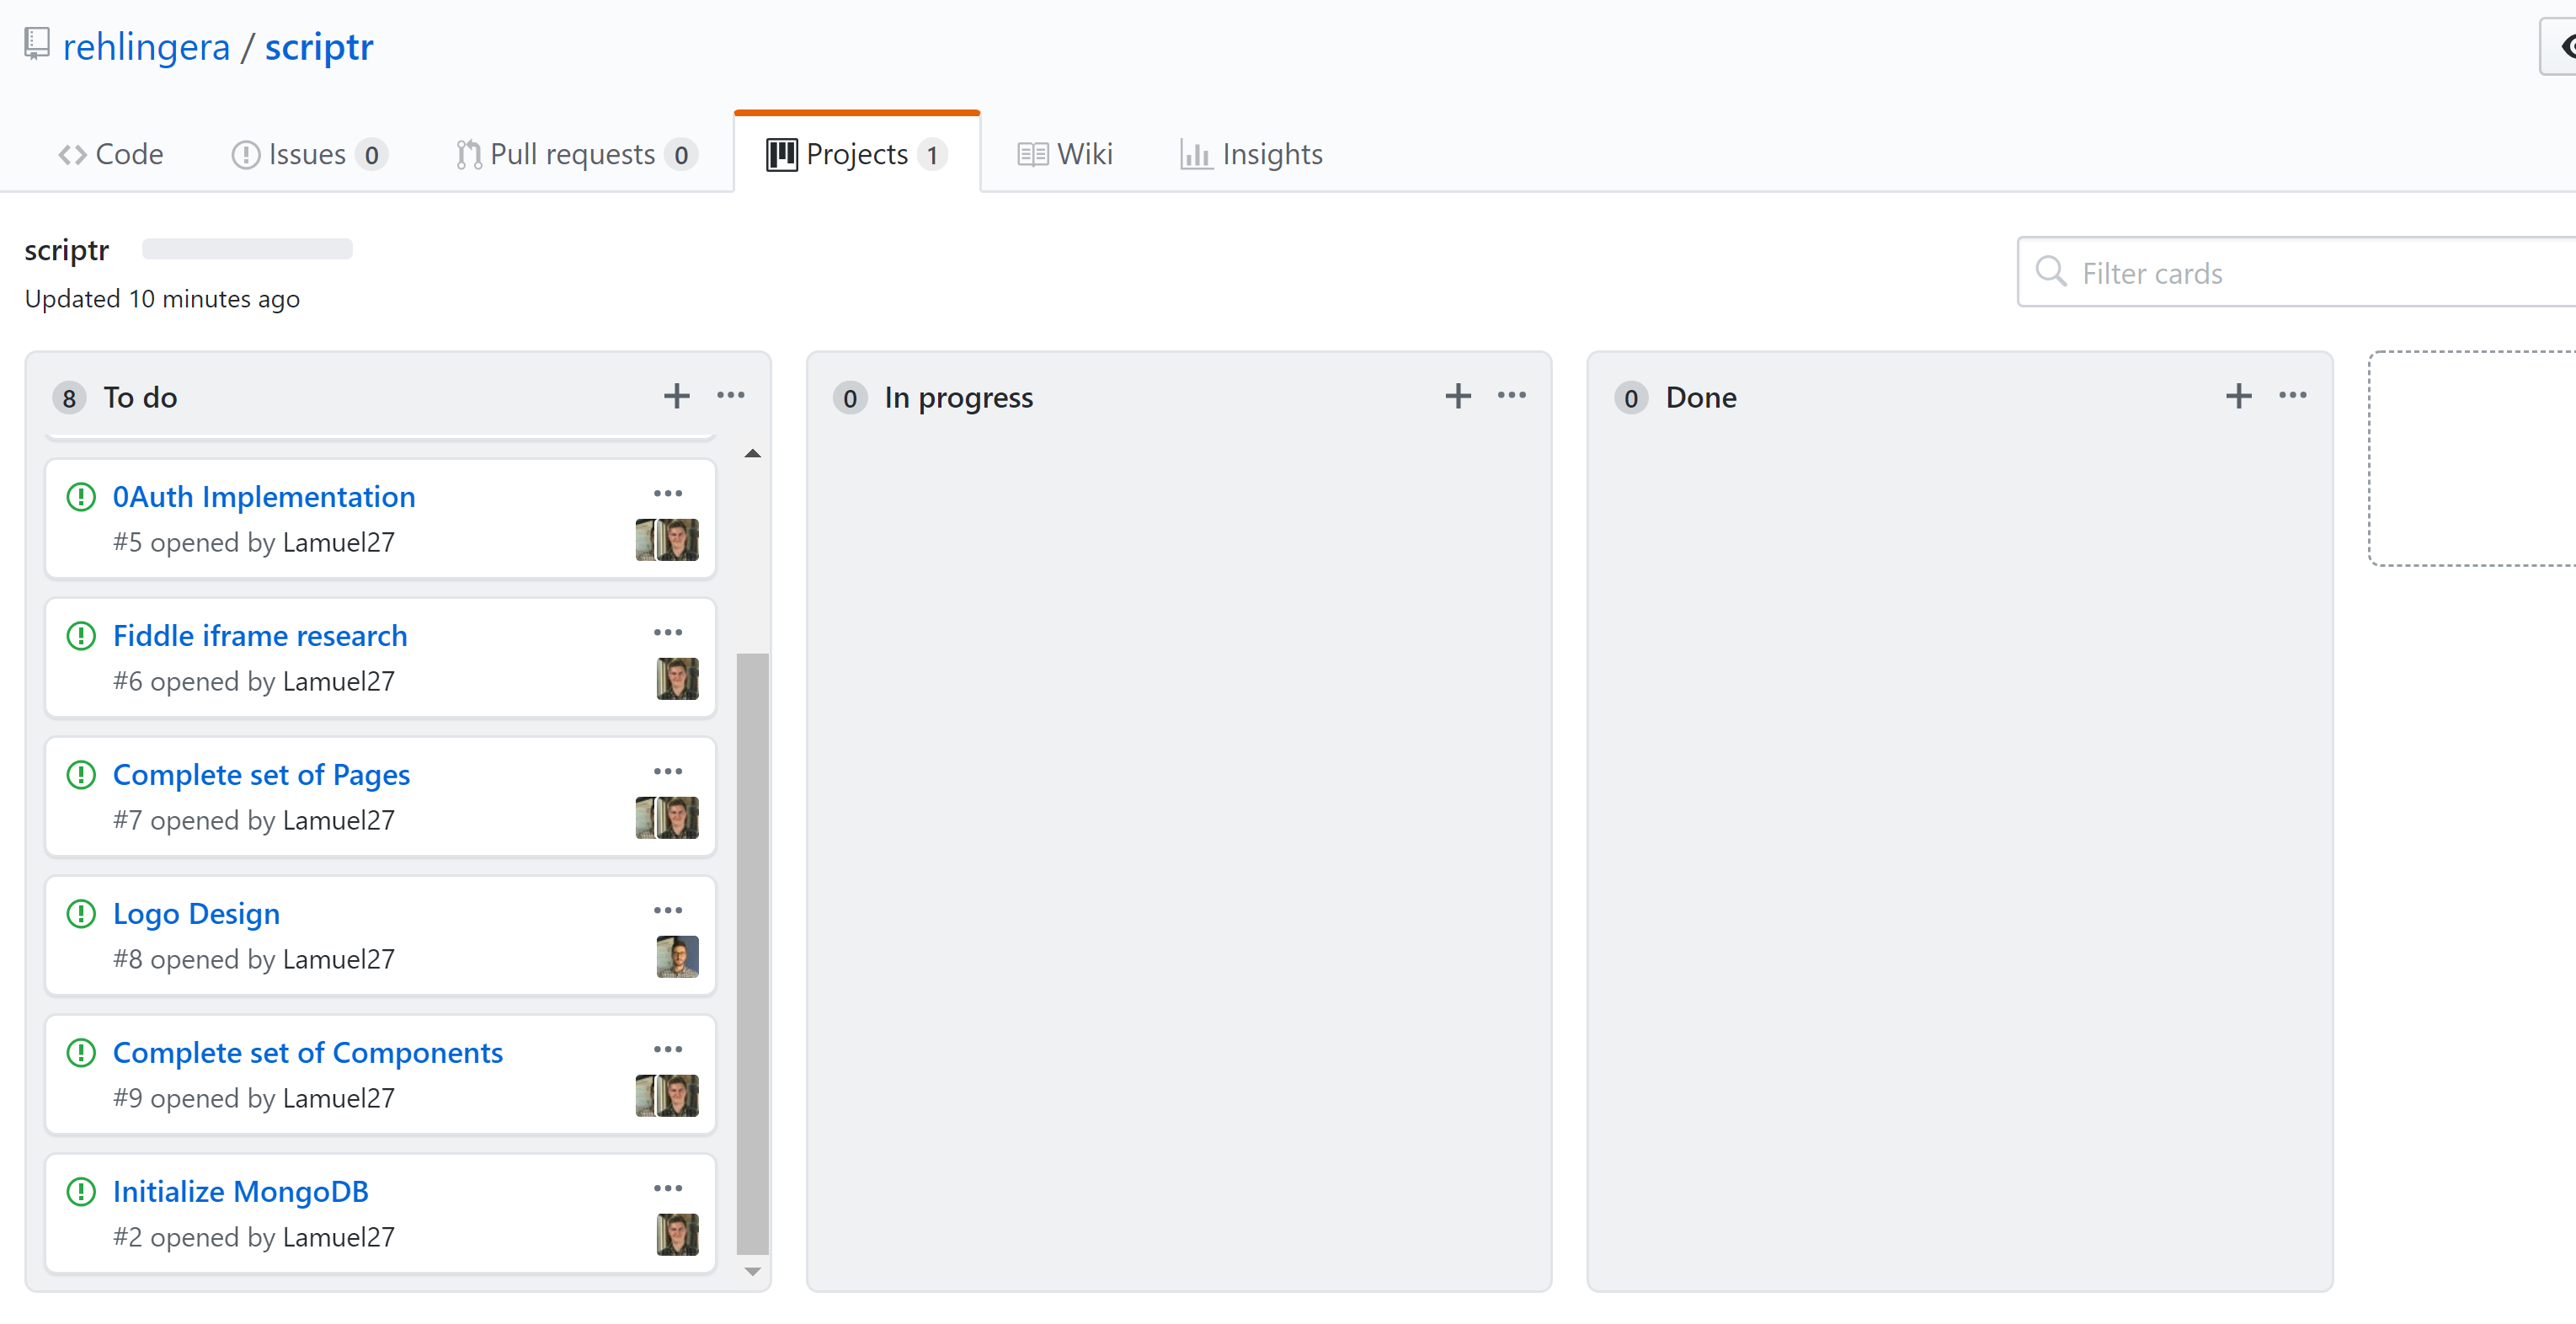 rehlingera / scriptr
Code Issues 0 Pull requests 0 Projects 1 Wiki Insights
scriptr
Updated 10 minutes ago
Filter cards
8 To do
0Auth Implementation
#5 opened by Lamuel27
Fiddle iframe research
#6 opened by Lamuel27
Complete set of Pages
#7 opened by Lamuel27
Logo Design
#8 opened by Lamuel27
Complete set of Components
#9 opened by Lamuel27
Initialize MongoDB
#2 opened by Lamuel27
0 In progress
0 Done